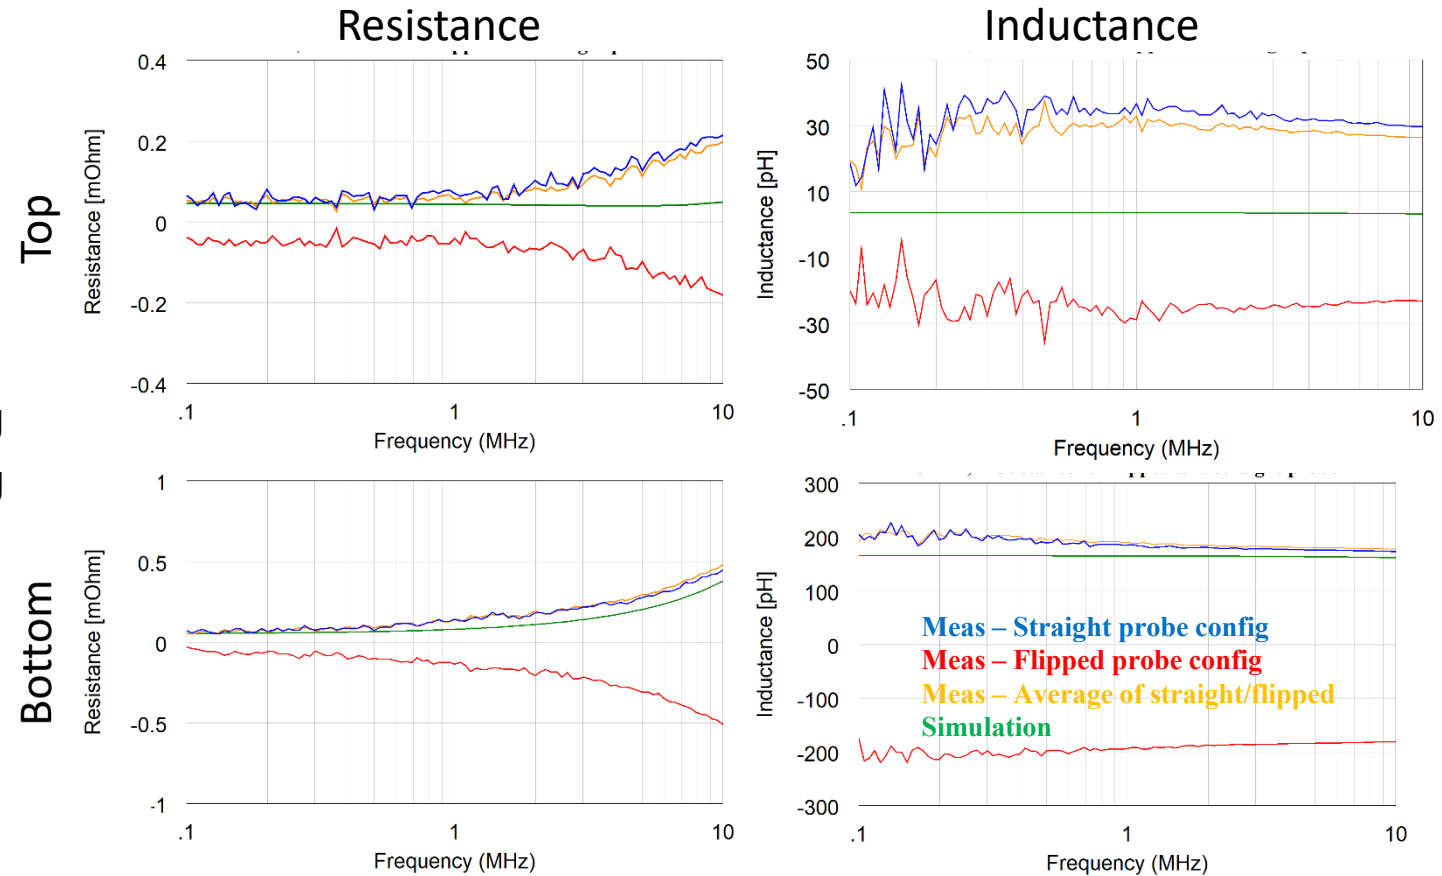 Resistance
Inductance
Top
Resistance [mOhm]
0.4
0.2
0
-0.2
-0.4
.1
1
10
Frequency (MHz)
Inductance [pH]
50
30
10
-10
-30
-50
.1
1
10
Frequency (MHz)
Bottom
Resistance [mOhm]
1
0.5
0
-0.5
-1
.1
1
10
Frequency (MHz)
Inductance [pH]
300
200
100
0
-100
-200
-300
Meas – Straight probe config
Meas – Flipped probe config
Meas – Average of straight/flipped
Simulation
.1
1
10
Frequency (MHz)